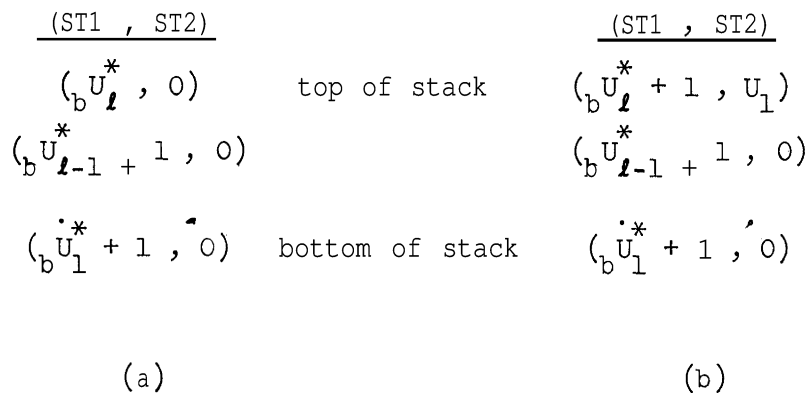 (ST1 , ST2) (ST1 , ST2)
(bU*ℓ , 0) top of stack (bU*ℓ + 1 , U1)
(bU*ℓ-1 + 1 , 0) (bU*ℓ-1 + 1 , 0)
(bU*1 + 1 , 0) bottom of stack (bU*1 + 1 , 0)
(a) (b)